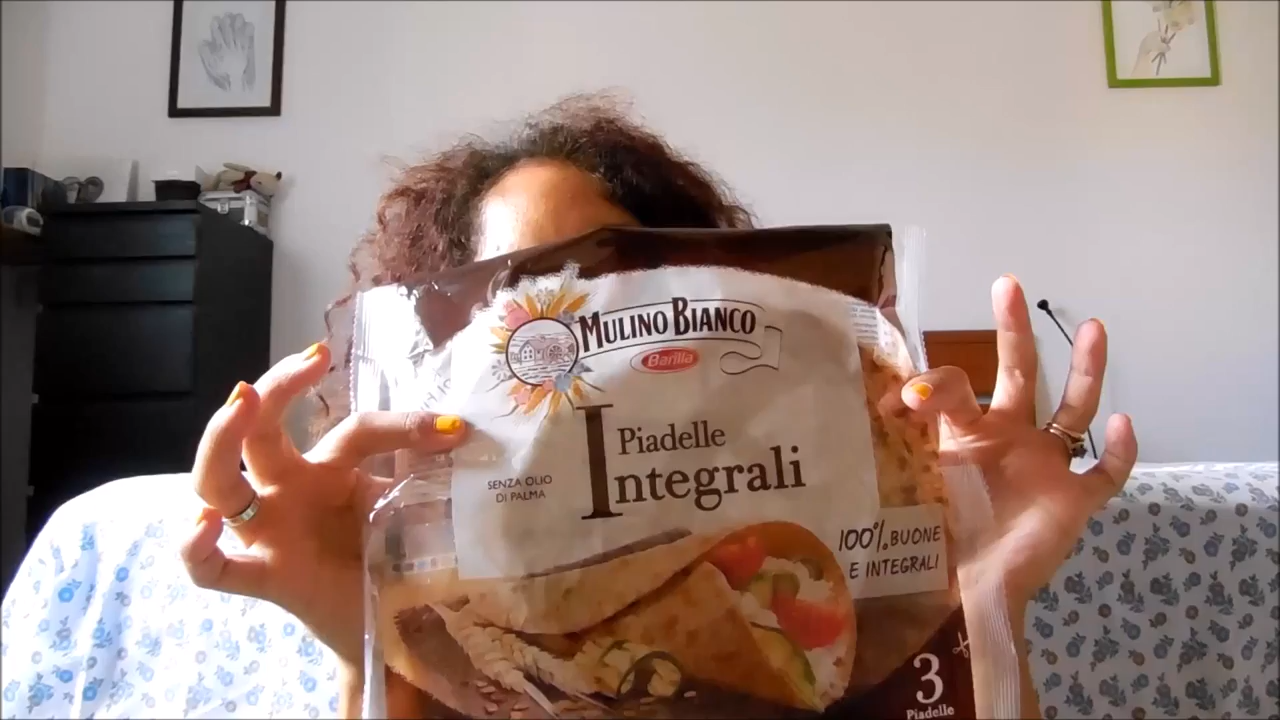 MULINO BIANCO
Barilla
Piadelle
Integrali
SENZA OLIO
DI PALMA
100% BUONE
E INTEGRALI
3
Piadelle